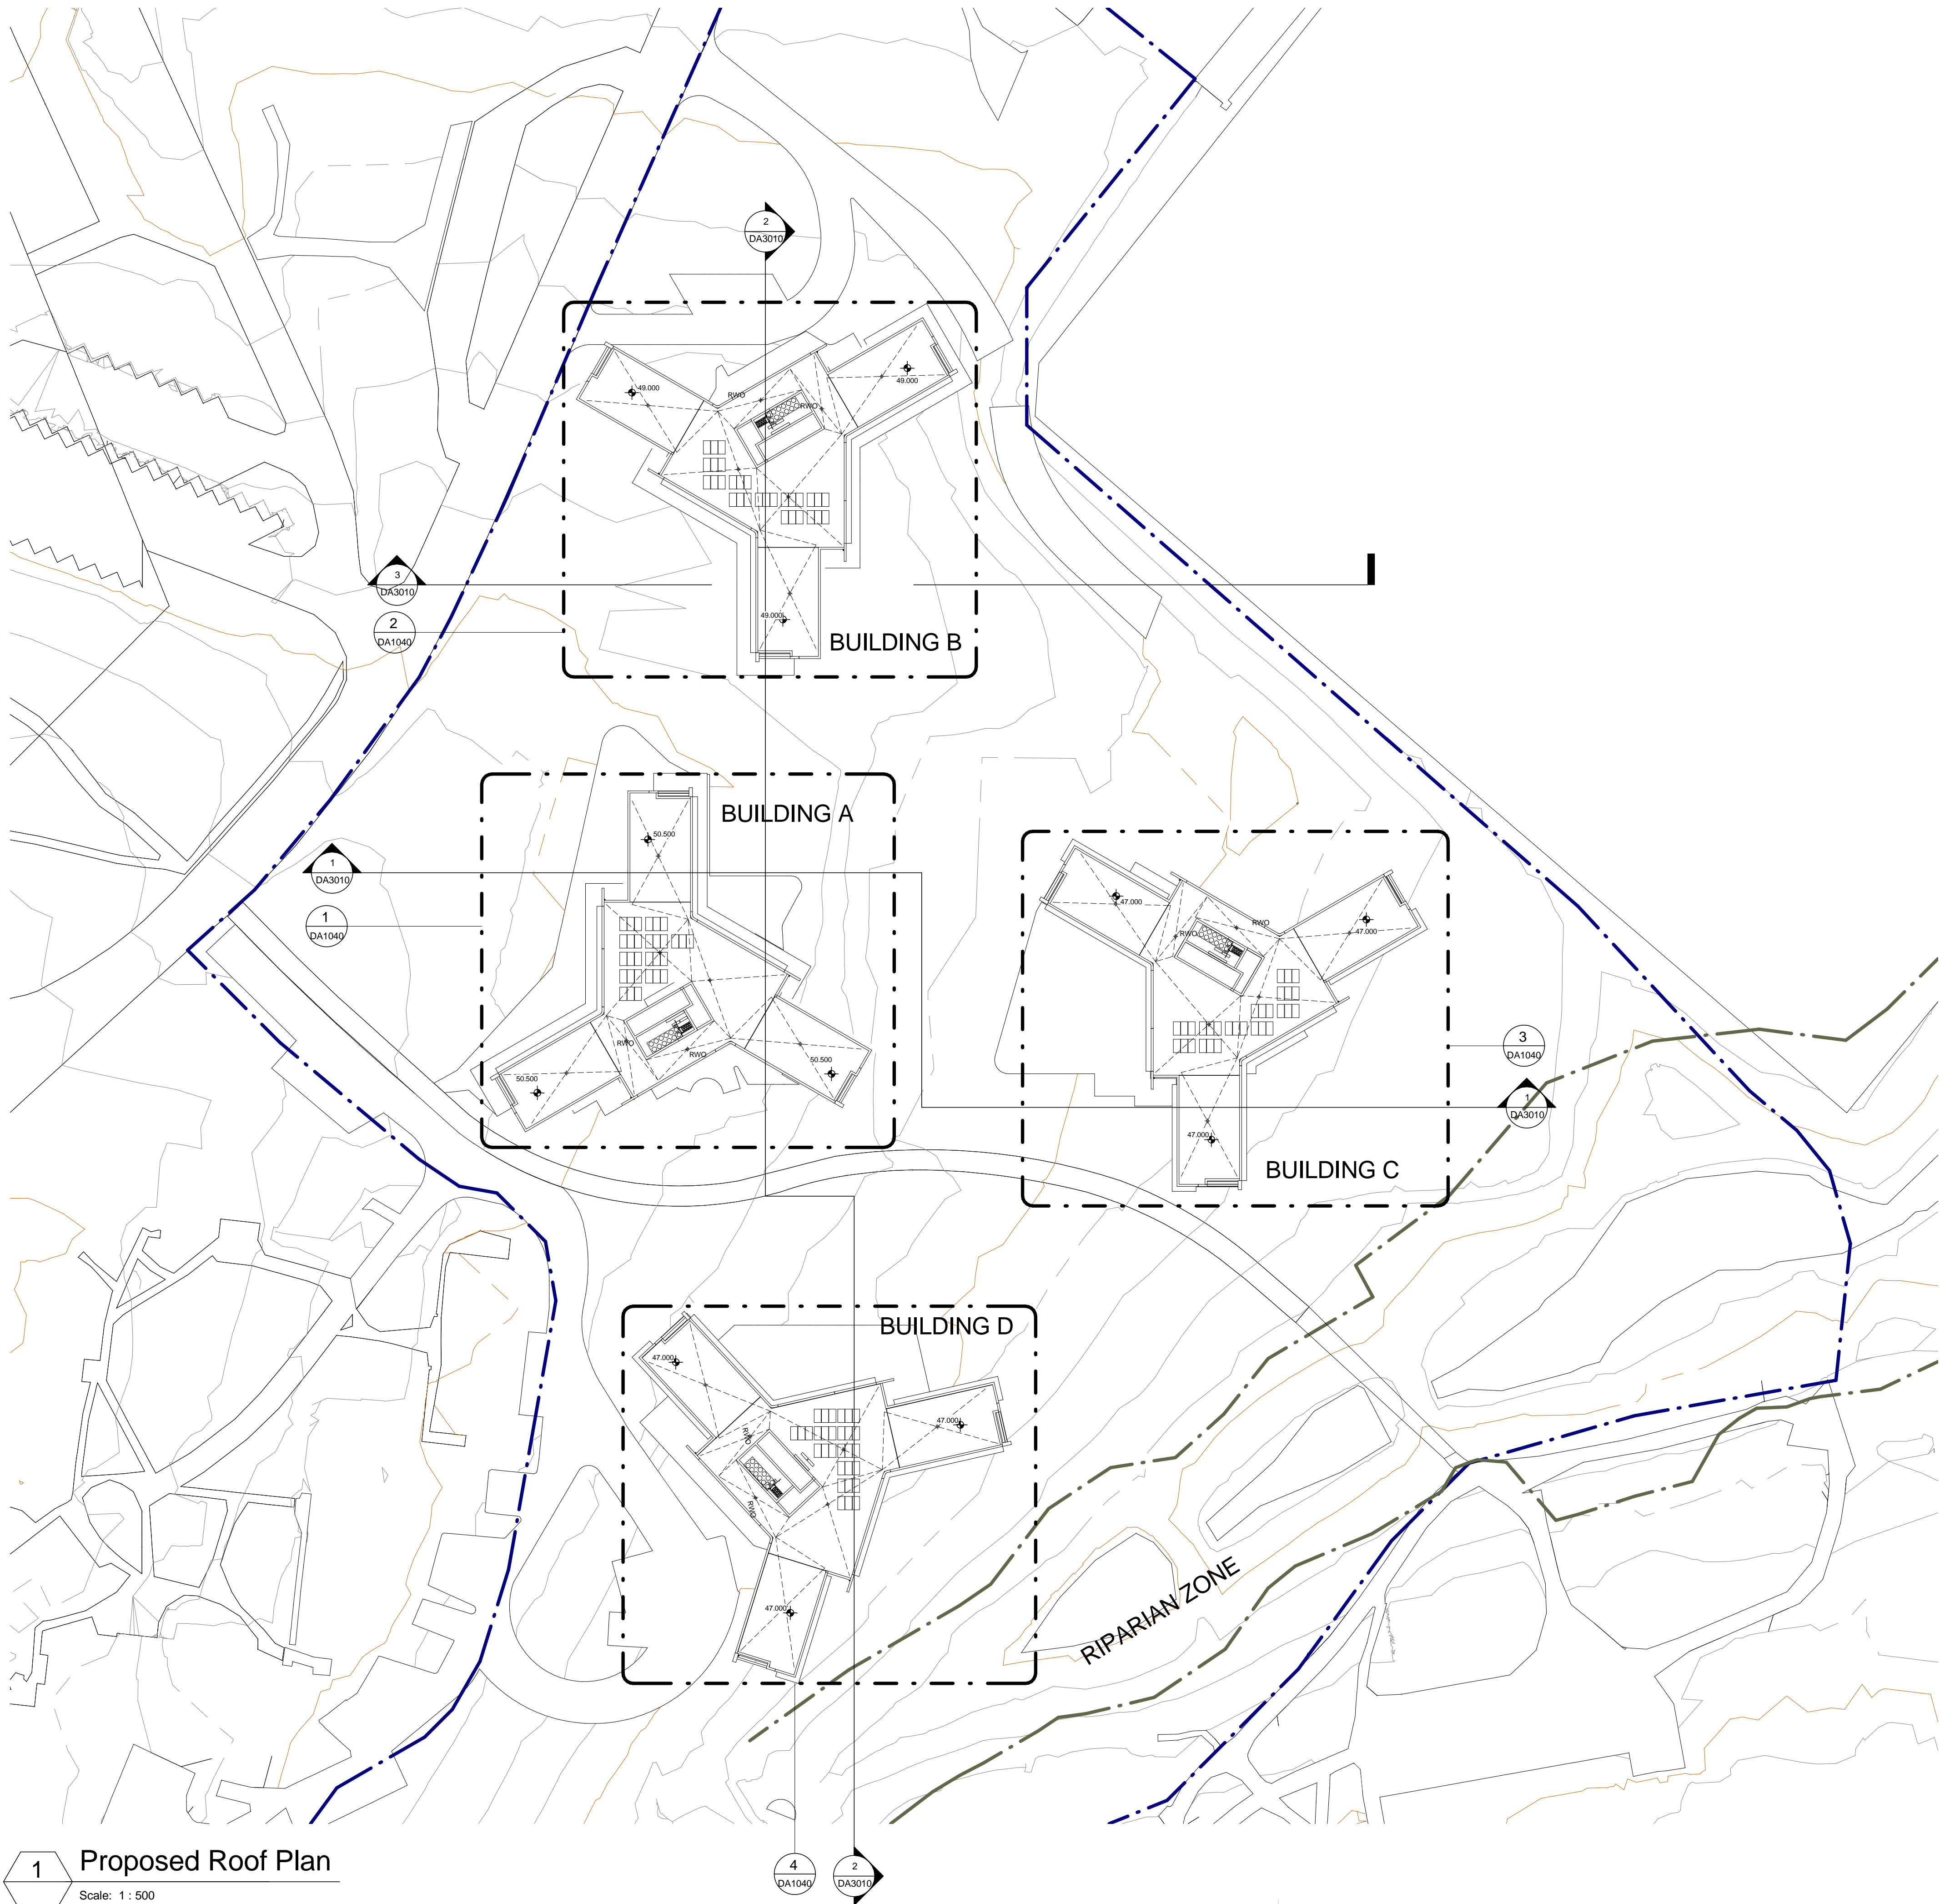 2
DA3010
49.000
49.000
RWO
RWO
3
DA3010
2
DA1040
49.000
BUILDING B
BUILDING A
50.500
1
DA3010
1
DA1040
47.000
RWO
RWO
47.000
50.500
RWO
RWO
50.500
3
DA1040
1
DA3010
47.000
BUILDING C
BUILDING D
47.000
47.000
RWO
RWO
47.000
RIPARIAN ZONE
1
Proposed Roof Plan
Scale: 1 : 500
4
DA1040
2
DA3010